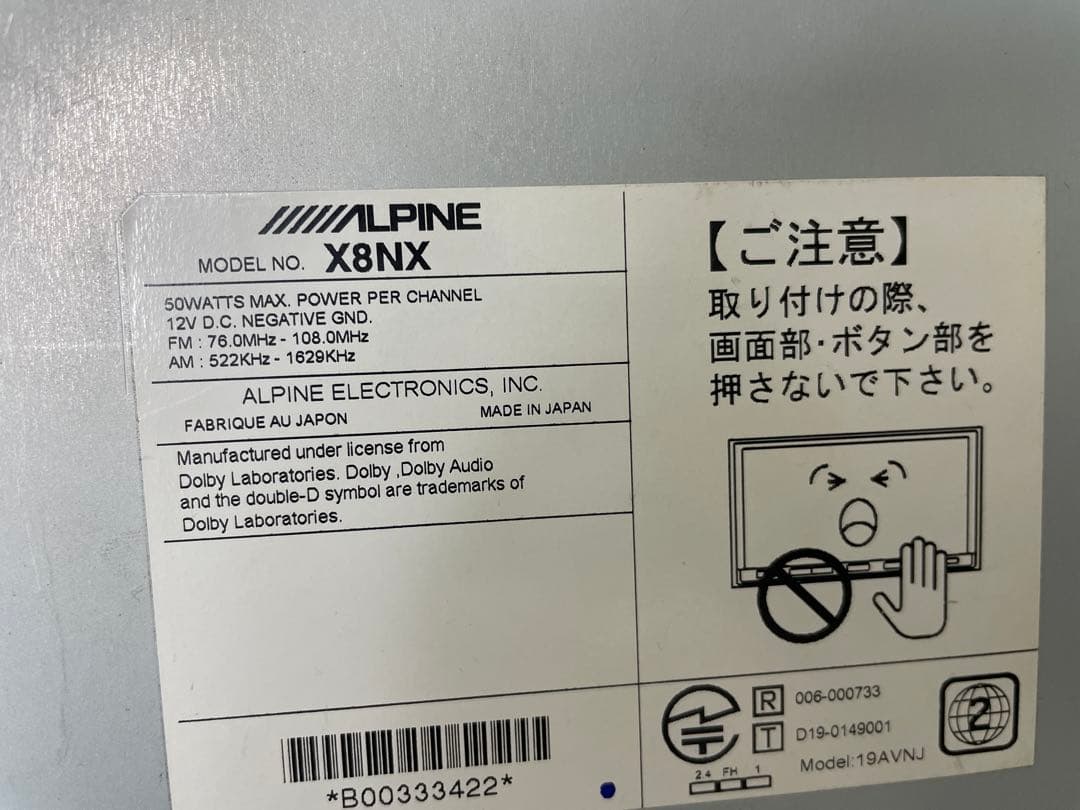 ALPINE
MODEL NO. X8NX
50WATTS MAX. POWER PER CHANNEL
12V D.C. NEGATIVE GND.
FM : 76.0MHz - 108.0MHz
AM : 522KHz - 1629KHz
ALPINE ELECTRONICS, INC.
FABRIQUE AU JAPON MADE IN JAPAN
Manufactured under license from
Dolby Laboratories. Dolby ,Dolby Audio
and the double-D symbol are trademarks of
Dolby Laboratories.
*B00333422*
【ご注意】
取り付けの際、
画面部・ボタン部を
押さないで下さい。
R 006-000733
T D19-0149001
Model:19AVNJ
2.4 FH 1
2